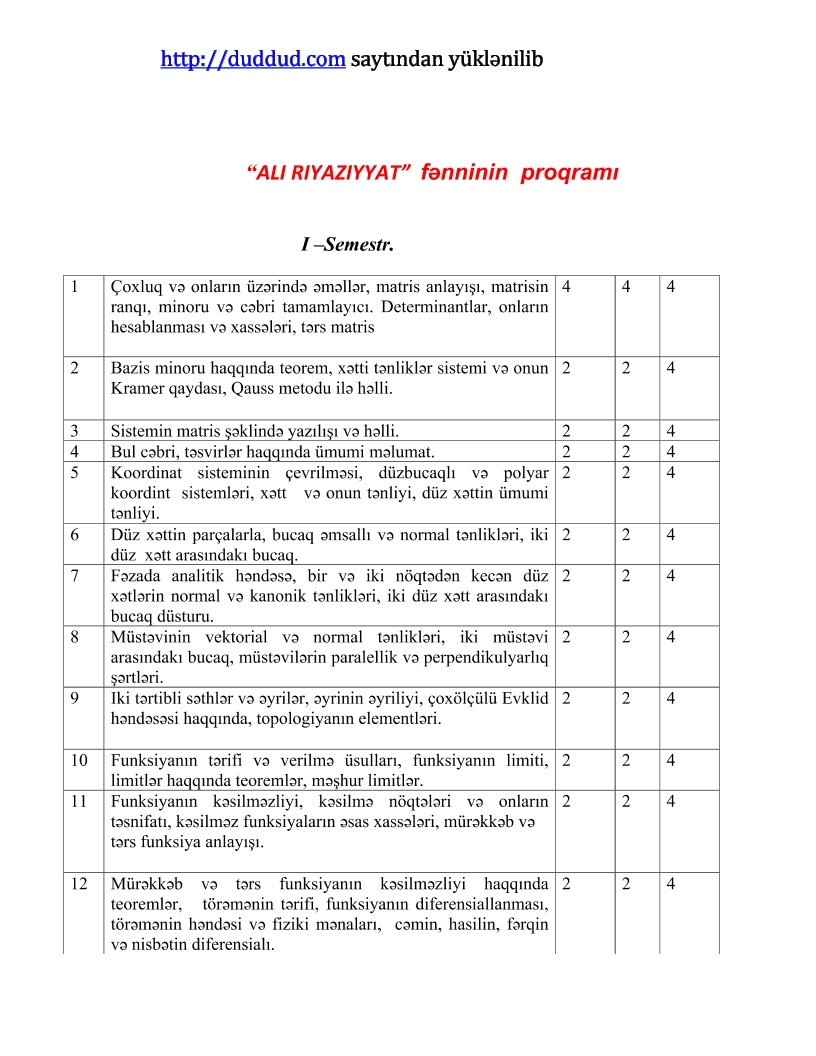 http://duddud.com saytından yüklənilib
“ALI RIYAZIYYAT” fənninin proqramı
I –Semestr.
1 Çoxluq və onların üzərində əməllər, matris anlayışı, matrisin 4 4 4
ranqı, minoru və cəbri tamamlayıcı. Determinantlar, onların
hesablanması və xassələri, tərs matris
2 Bazis minoru haqqında teorem, xətti tənliklər sistemi və onun 2 2 4
Kramer qaydası, Qauss metodu ilə həlli.
3 Sistemin matris şəklində yazılışı və həlli. 2 2 4
4 Bul cəbri, təsvirlər haqqında ümumi məlumat. 2 2 4
5 Koordinat sisteminin çevrilməsi, düzbucaqlı və polyar 2 2 4
koordint sistemləri, xətt və onun tənliyi, düz xəttin ümumi
tənliyi.
6 Düz xəttin parçalarla, bucaq əmsallı və normal tənlikləri, iki 2 2 4
düz xətt arasındakı bucaq.
7 Fəzada analitik həndəsə, bir və iki nöqtədən kecən düz 2 2 4
xətlərin normal və kanonik tənlikləri, iki düz xətt arasındakı
bucaq düsturu.
8 Müstəvinin vektorial və normal tənlikləri, iki müstəvi 2 2 4
arasındakı bucaq, müstəvilərin paralellik və perpendikulyarlıq
şərtləri.
9 Iki tərtibli səthlər və əyrilər, əyrinin əyriliyi, çoxölçülü Evklid 2 2 4
həndəsəsi haqqında, topologiyanın elementləri.
10 Funksiyanın tərifi və verilmə üsulları, funksiyanın limiti, 2 2 4
limitlər haqqında teoremlər, məşhur limitlər.
11 Funksiyanın kəsilməzliyi, kəsilmə nöqtələri və onların 2 2 4
təsnifatı, kəsilməz funksiyaların əsas xassələri, mürəkkəb və
tərs funksiya anlayışı.
12 Mürəkkəb və tərs funksiyanın kəsilməzliyi haqqında 2 2 4
teoremlər, törəmənin tərifi, funksiyanın diferensiallanması,
törəmənin həndəsi və fiziki mənaları, cəmin, hasilin, fərqin
və nisbətin diferensialı.